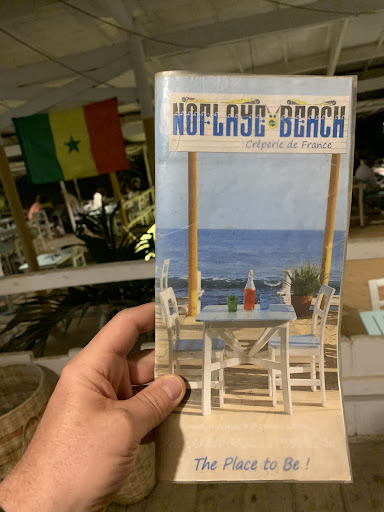 NOFLAYE BEACH
Crêperie de France
The Place to Be !